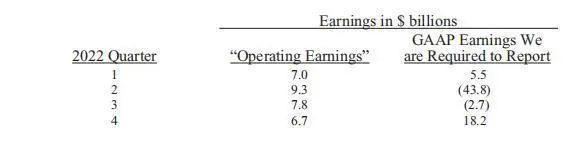 Earnings in $ billions
GAAP Earnings We
2022 Quarter "Operating Earnings" are Required to Report
1 7.0 5.5
2 9.3 (43.8)
3 7.8 (2.7)
4 6.7 18.2